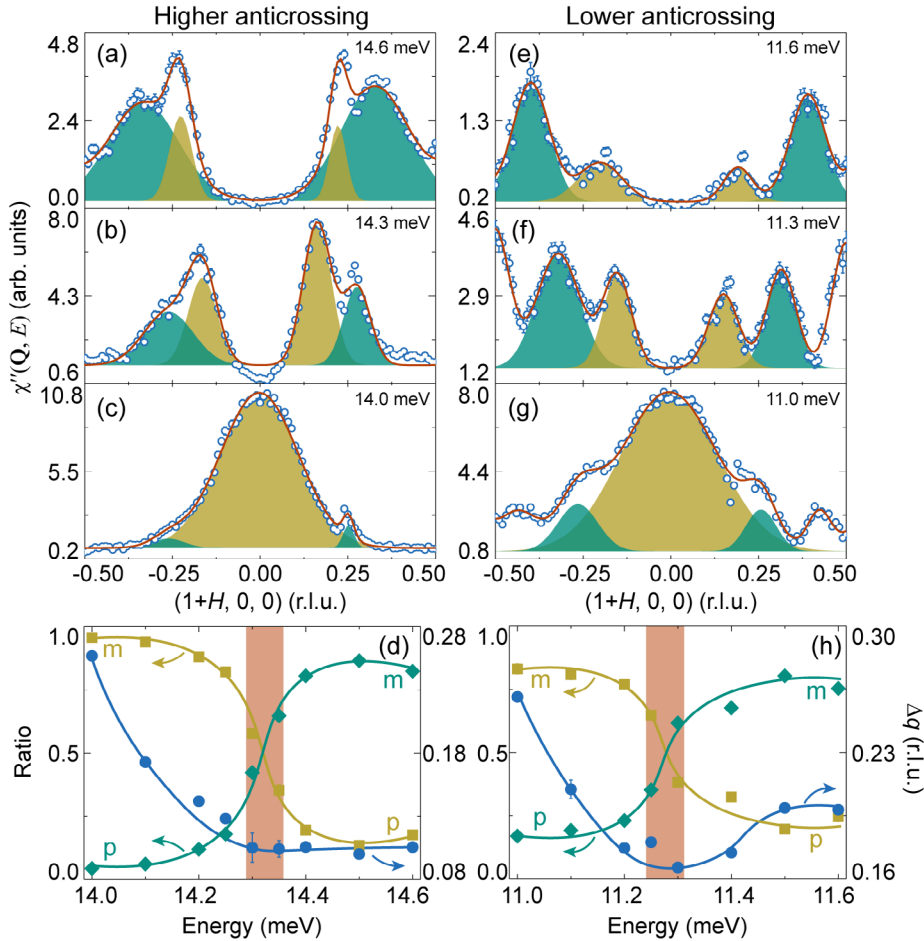 Higher anticrossing
Lower anticrossing
(a)
14.6 meV
4.8
2.4
0.0
(e)
11.6 meV
2.4
1.3
0.2
(b)
14.3 meV
8.0
4.3
0.6
(f)
11.3 meV
4.6
2.9
1.2
(c)
14.0 meV
10.8
5.5
0.2
(g)
11.0 meV
8.0
4.4
0.8
χ″(Q, E) (arb. units)
-0.50 -0.25 0.00 0.25 0.50
(1+H, 0, 0) (r.l.u.)
-0.50 -0.25 0.00 0.25 0.50
(1+H, 0, 0) (r.l.u.)
(d)
1.0
0.5
0.0
Ratio
m
m
p
p
0.28
0.18
0.08
14.0 14.2 14.4 14.6
Energy (meV)
(h)
1.0
0.5
0.0
m
m
p
p
0.30
0.23
0.16
Δq (r.l.u.)
11.0 11.2 11.4 11.6
Energy (meV)